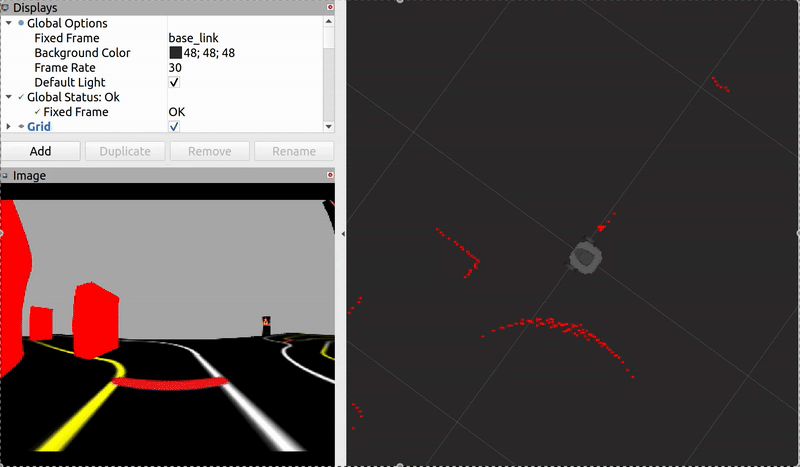 Displays
Global Options
Fixed Frame base_link
Background Color 48; 48; 48
Frame Rate 30
Default Light ✓
Global Status: Ok
Fixed Frame OK
Grid ✓
Add Duplicate Remove Rename
Image